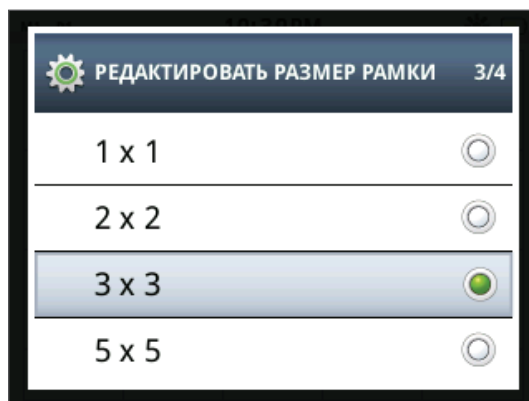 РЕДАКТИРОВАТЬ РАЗМЕР РАМКИ 3/4
1 x 1
2 x 2
3 x 3
5 x 5